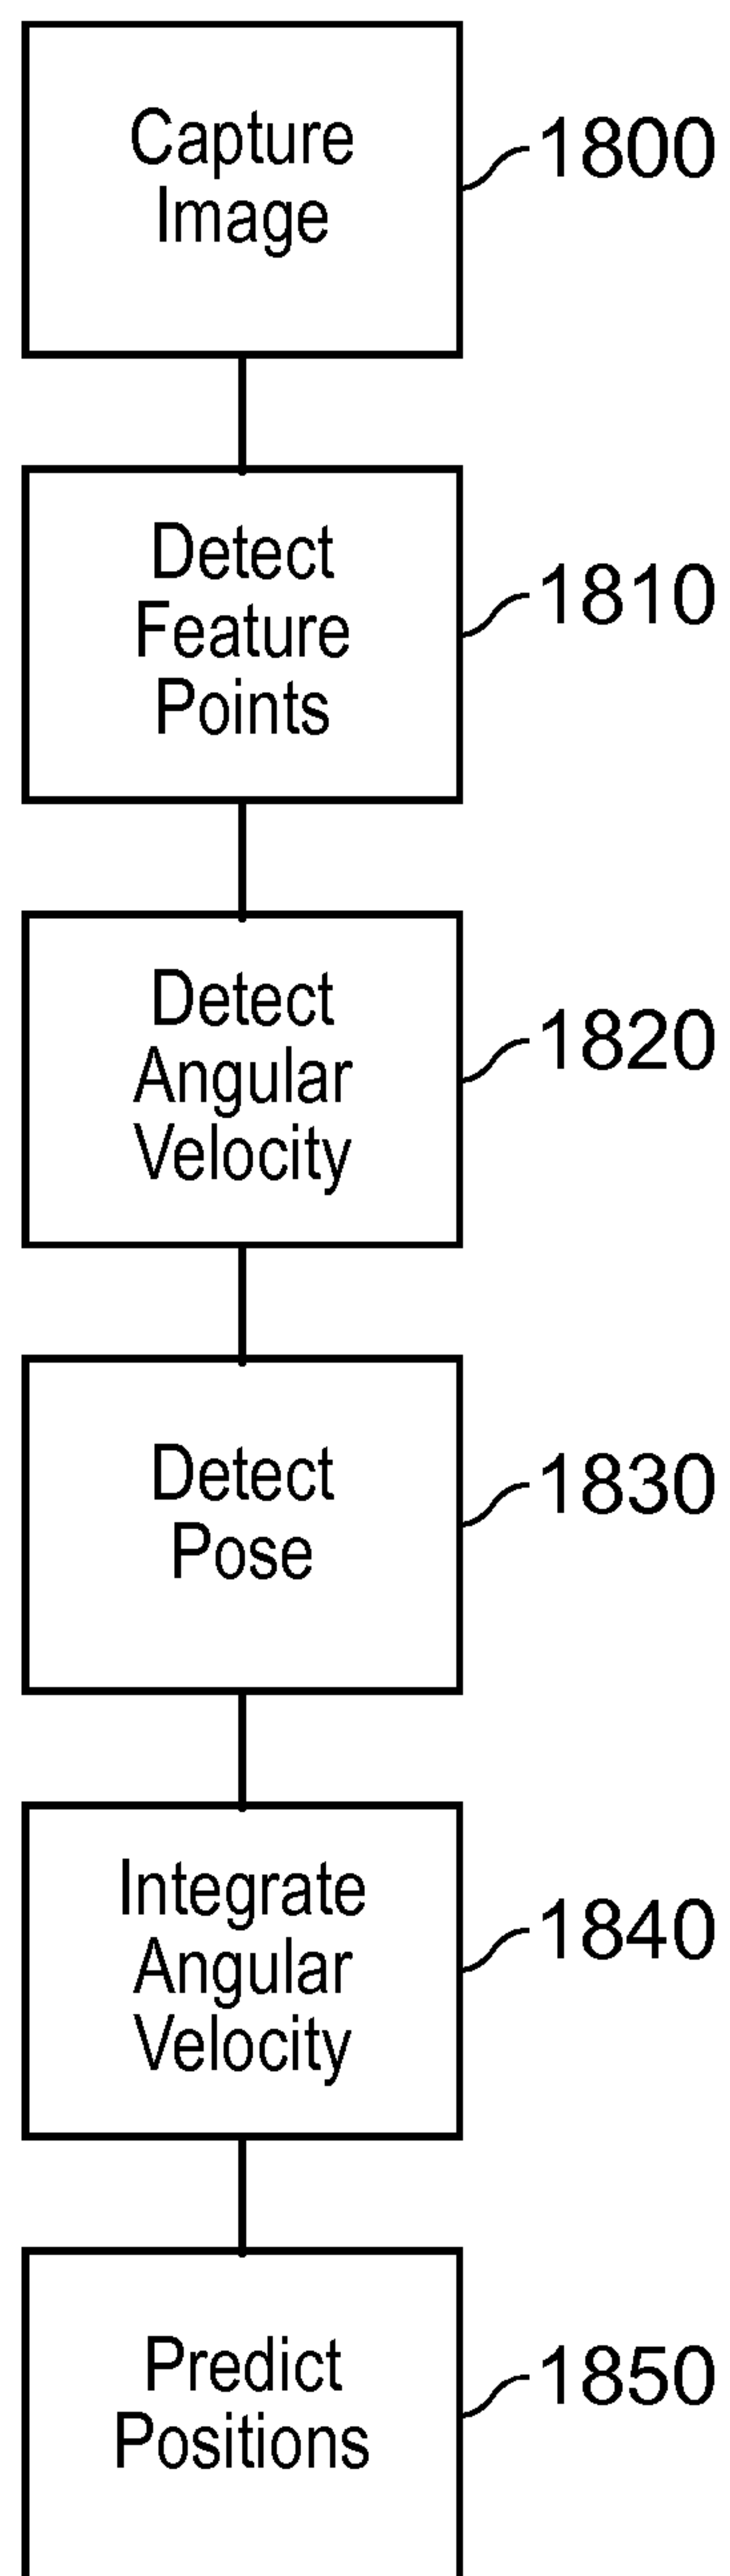 Capture
Image
1800
Detect
Feature
Points
1810
Detect
Angular
Velocity
1820
Detect
Pose
1830
Integrate
Angular
Velocity
1840
Predict
Positions
1850